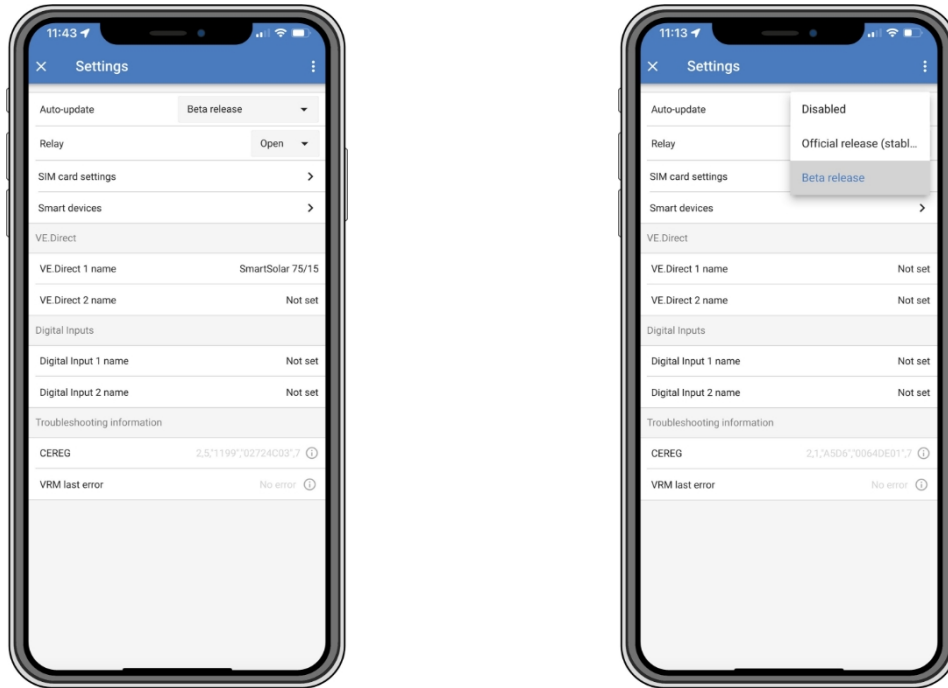 11:43
Settings
Auto-update Beta release
Relay Open
SIM card settings
Smart devices
VE.Direct
VE.Direct 1 name SmartSolar 75/15
VE.Direct 2 name Not set
Digital Inputs
Digital Input 1 name Not set
Digital Input 2 name Not set
Troubleshooting information
CEREG 2,5,"1199","02724C03",7
VRM last error No error
11:13
Settings
Auto-update
Disabled
Relay Official release (stabl...
SIM card settings Beta release
Smart devices
VE.Direct
VE.Direct 1 name Not set
VE.Direct 2 name Not set
Digital Inputs
Digital Input 1 name Not set
Digital Input 2 name Not set
Troubleshooting information
CEREG 2,1,"A5D6","0064DE01",7
VRM last error No error